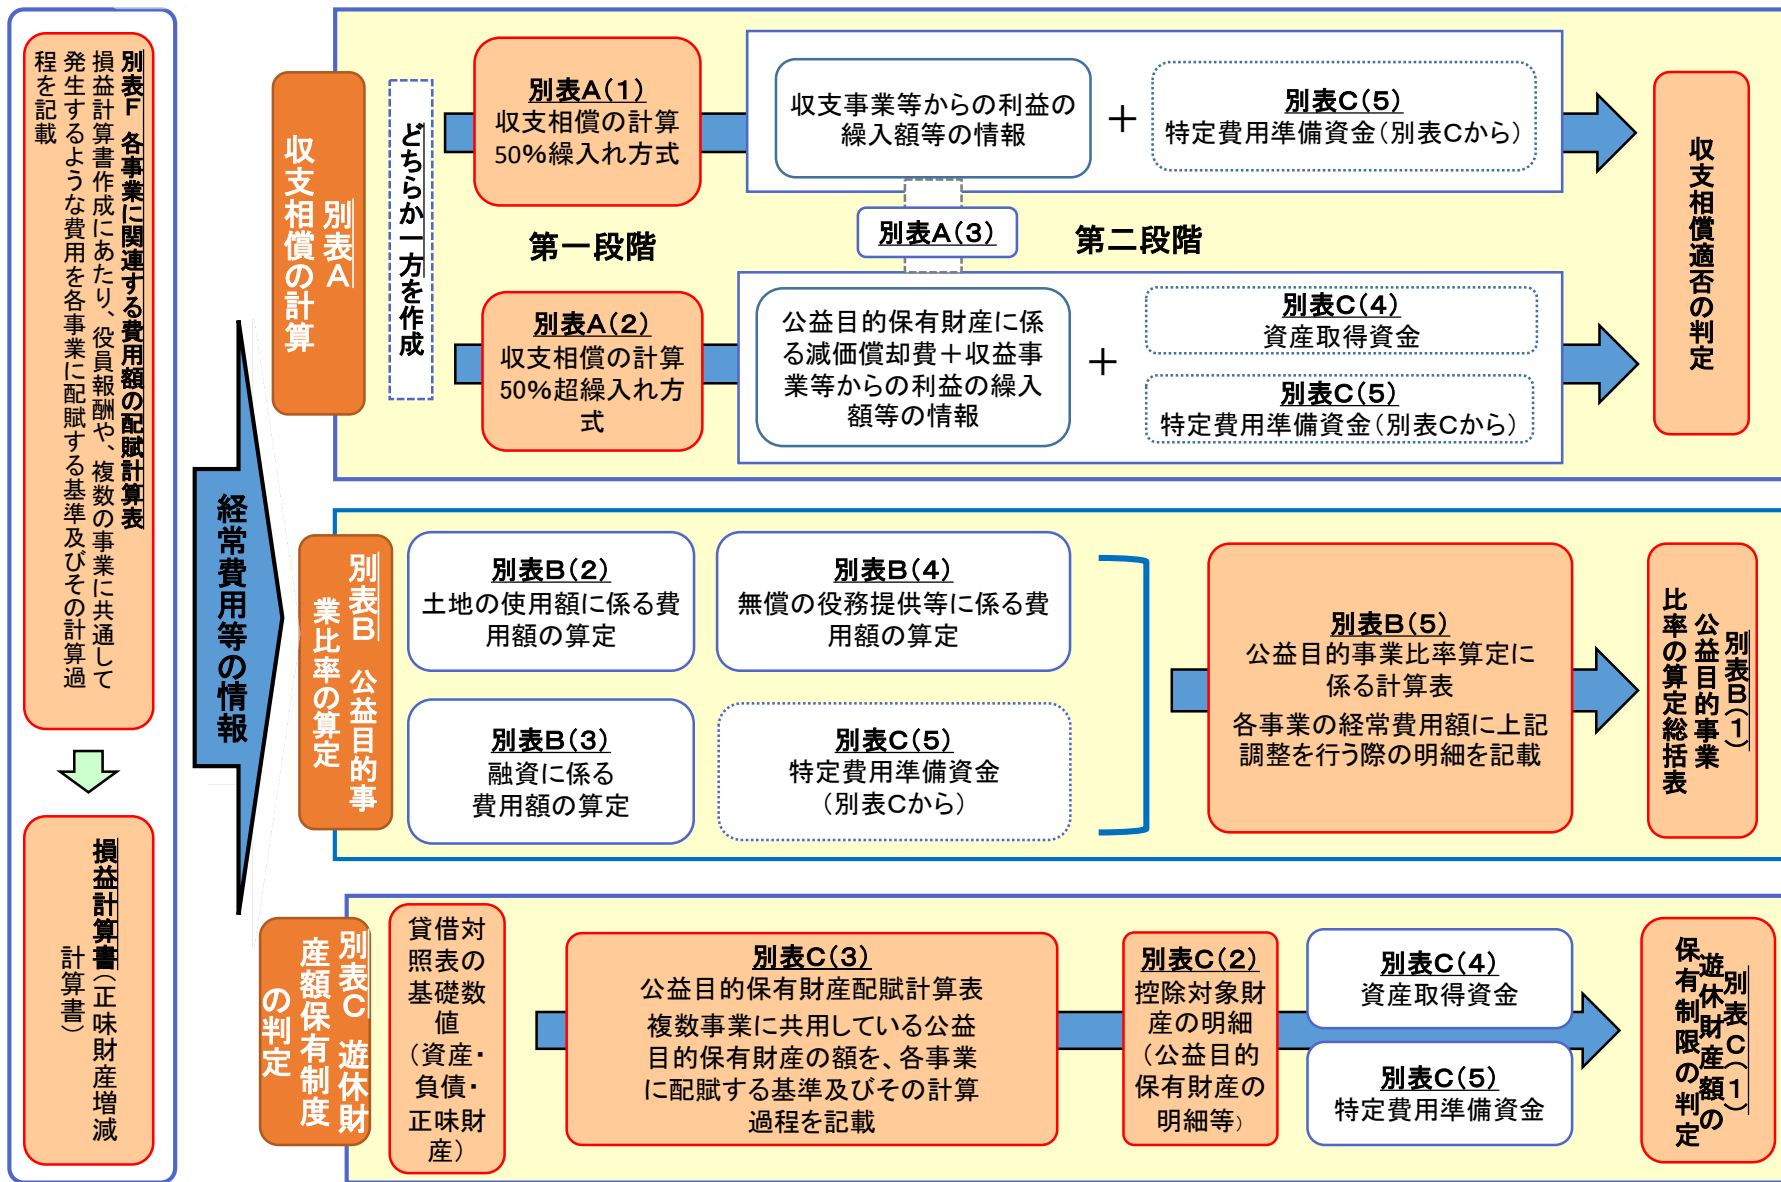 別表F 各事業に関連する費用額の配賦計算表
損益計算書作成にあたり、役員報酬や、複数の事業に共通して
発生するような費用を各事業に配賦する基準及びその計算過
程を記載
損益計算書(正味財産増減
計算書)
経常費用等の情報
別表A
収支相償の計算
どちらか一方を作成
別表A(1)
収支相償の計算
50%繰入れ方式
収支事業等からの利益の
繰入額等の情報
+
別表C(5)
特定費用準備資金(別表Cから)
第一段階
別表A(3)
第二段階
別表A(2)
収支相償の計算
50%超繰入れ方
式
公益目的保有財産に係
る減価償却費+収益事
業等からの利益の繰入
額等の情報
+
別表C(4)
資産取得資金
別表C(5)
特定費用準備資金(別表Cから)
収支相償適否の判定
別表B 公益目的事
業比率の算定
別表B(2)
土地の使用額に係る費
用額の算定
別表B(4)
無償の役務提供等に係る費
用額の算定
別表B(3)
融資に係る
費用額の算定
別表C(5)
特定費用準備資金
(別表Cから)
別表B(5)
公益目的事業比率算定に
係る計算表
各事業の経常費用額に上記
調整を行う際の明細を記載
別表B(1)
公益目的事業
比率の算定総括表
別表C 遊休財
産額保有制度
の判定
貸借対
照表の
基礎数
値
(資産・
負債・
正味財
産)
別表C(3)
公益目的保有財産配賦計算表
複数事業に共用している公益
目的保有財産の額を、各事業
に配賦する基準及びその計算
過程を記載
別表C(2)
控除対象財
産の明細
(公益目的
保有財産の
明細等)
別表C(4)
資産取得資金
別表C(5)
特定費用準備資金
別表C(1)
遊休財産額の
保有制限の判定